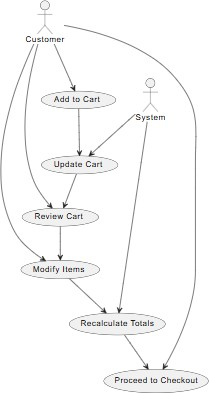 Customer
Add to Cart
System
Update Cart
Review Cart
Modify Items
Recalculate Totals
Proceed to Checkout